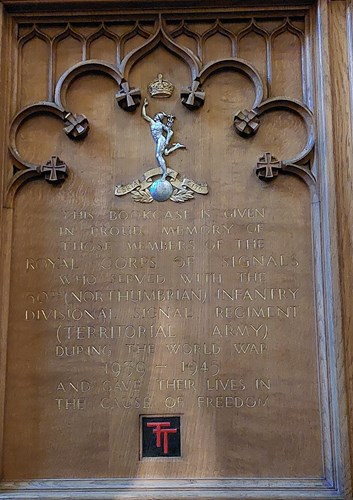 THIS BOOKCASE IS GIVEN
IN PROUD MEMORY OF
THOSE MEMBERS OF THE
ROYAL CORPS OF SIGNALS
WHO SERVED WITH THE
50TH (NORTHUMBRIAN) INFANTRY
DIVISIONAL SIGNAL REGIMENT
(TERRITORIAL ARMY)
DURING THE WORLD WAR
1939 – 1945
AND GAVE THEIR LIVES IN
THE CAUSE OF FREEDOM
TT